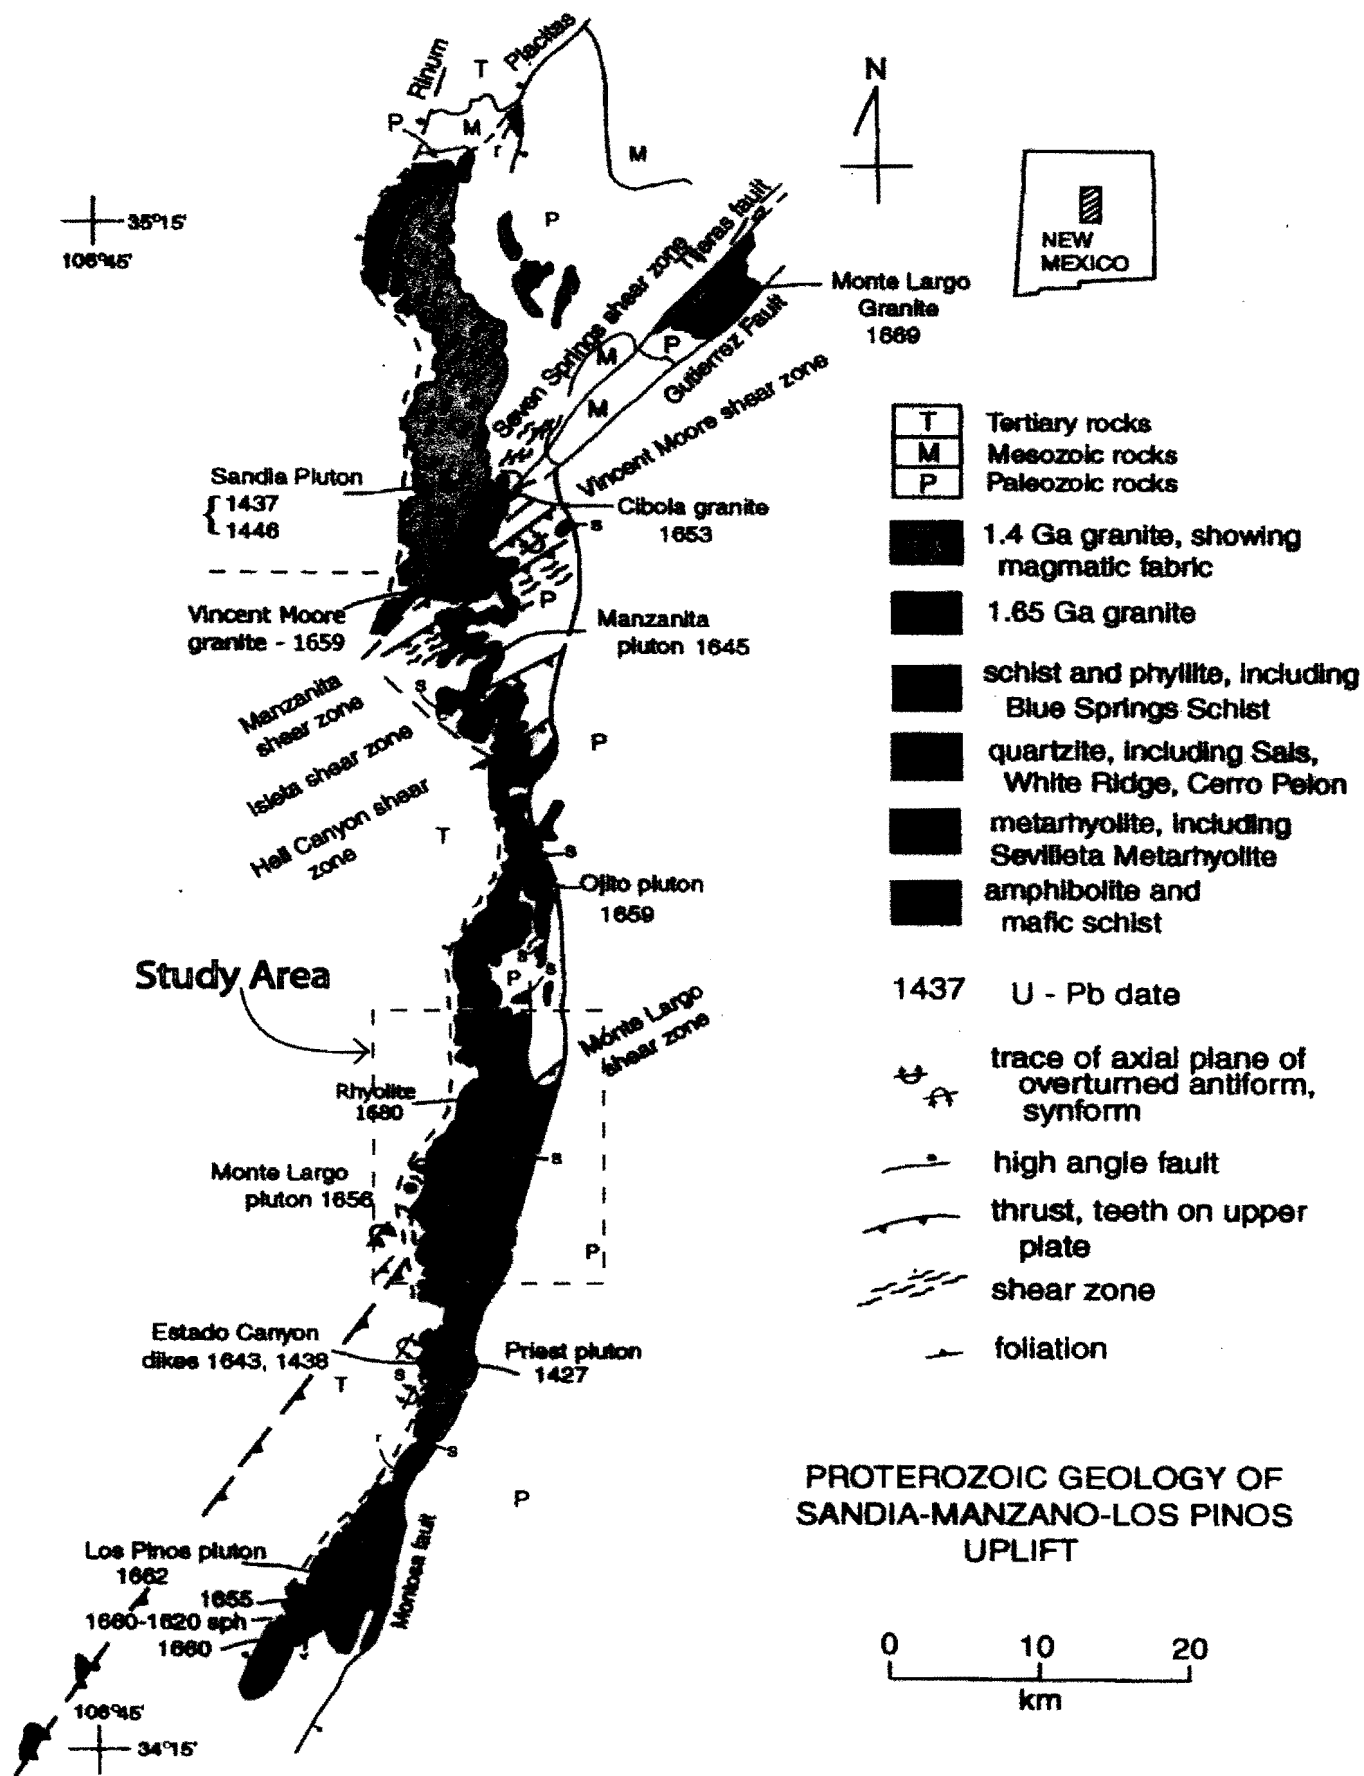 Rinum
T
Placitas
P
M
r
M
N
35°15'
106°45'
P
NEW
MEXICO
Tijeras fault
Seven Springs shear zone
Monte Largo
Granite
1669
M
P
Gutierrez Fault
M
Vincent Moore shear zone
T Tertiary rocks
M Mesozoic rocks
P Paleozoic rocks
Sandia Pluton
{ 1437
1446
Cibola granite
1653
s
1.4 Ga granite, showing
magmatic fabric
P
Vincent Moore
granite - 1659
Manzanita
pluton 1645
1.65 Ga granite
s
schist and phyllite, including
Blue Springs Schist
Manzanita
shear zone
Isleta shear zone
P
quartzite, including Sais,
White Ridge, Cerro Pelon
Hell Canyon shear
zone
T
metarhyolite, including
Sevilleta Metarhyolite
s
Ojito pluton
1659
amphibolite and
mafic schist
s
s
P
Study Area
1437 U - Pb date
Monte Largo
shear zone
Rhyolite
1680
trace of axial plane of
overturned antiform,
synform
s
Monte Largo
pluton 1656
high angle fault
P
thrust, teeth on upper
plate
shear zone
Estado Canyon
dikes 1643, 1438
s
T
Priest pluton
1427
foliation
r
s
P
PROTEROZOIC GEOLOGY OF
SANDIA-MANZANO-LOS PINOS
UPLIFT
Montosa fault
Los Pinos pluton
1662
1655
1660-1620 sph
1660
0 10 20
km
106°45'
34°15'